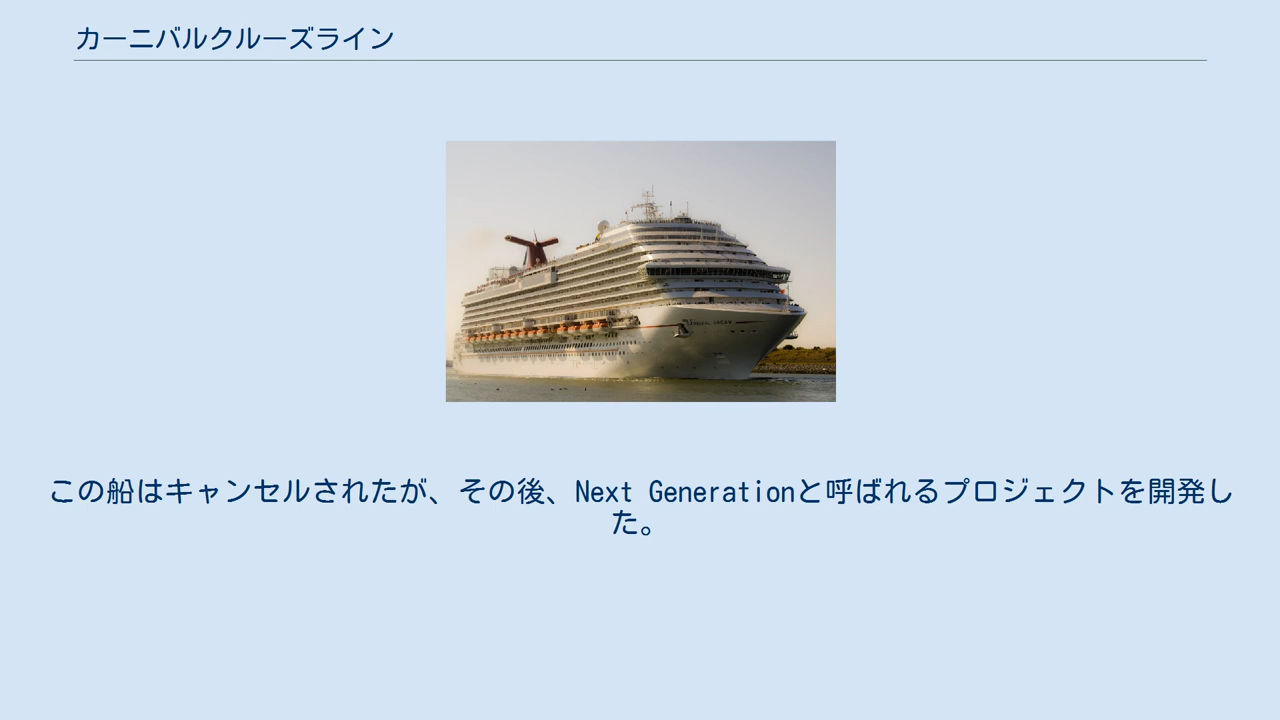 カーニバルクルーズライン
この船はキャンセルされたが、その後、Next Generationと呼ばれるプロジェクトを開発し
た。